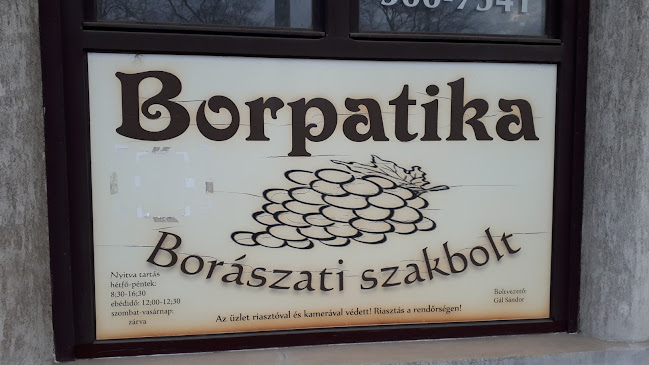 Borpatika
Borászati szakbolt
Nyitva tartás
hétfő-péntek:
8:30-16:30
ebédidő: 12:00-12:30
szombat-vasárnap:
zárva
Boltvezető:
Gál Sándor
Az üzlet riasztóval és kamerával védett! Riasztás a rendőrségen!